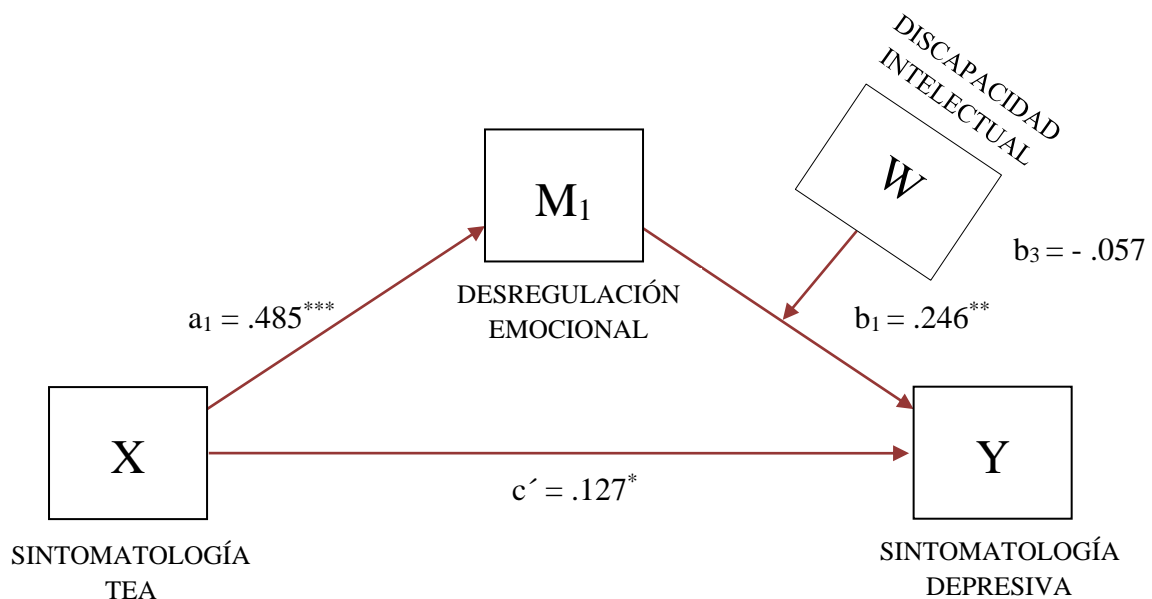 DISCAPACIDAD
INTELECTUAL
W
M₁
b₃ = - .057
DESREGULACIÓN
EMOCIONAL
a₁ = .485***
b₁ = .246**
X
Y
c´ = .127*
SINTOMATOLOGÍA
TEA
SINTOMATOLOGÍA
DEPRESIVA